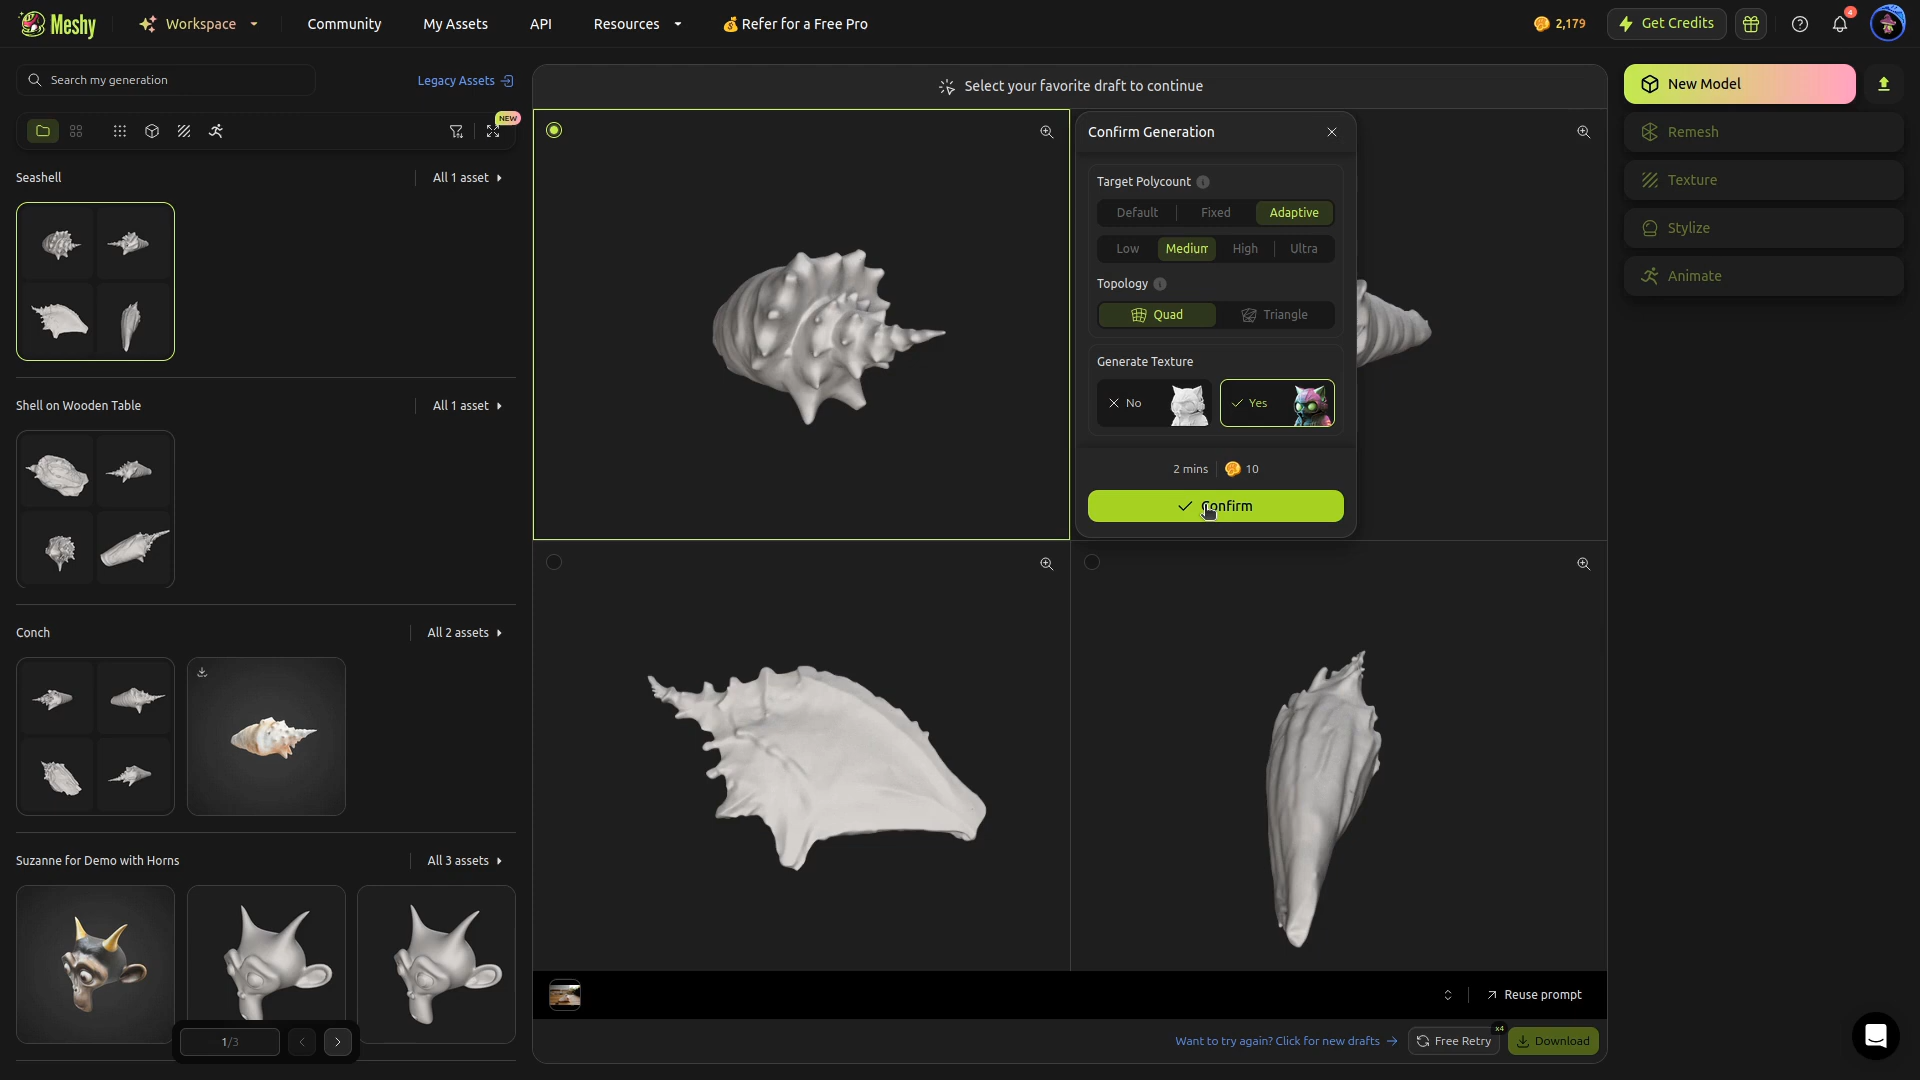 Meshy
Workspace
Community
My Assets
API
Resources
Refer for a Free Pro
2,179
Get Credits
4
Search my generation
Legacy Assets
NEW
Seashell
All 1 asset
Shell on Wooden Table
All 1 asset
Conch
All 2 assets
Suzanne for Demo with Horns
All 3 assets
1/3
Select your favorite draft to continue
Confirm Generation
Target Polycount
Default
Fixed
Adaptive
Low
Medium
High
Ultra
Topology
Quad
Triangle
Generate Texture
No
Yes
2 mins
10
Confirm
Reuse prompt
Want to try again? Click for new drafts
Free Retry
x4
Download
New Model
Remesh
Texture
Stylize
Animate